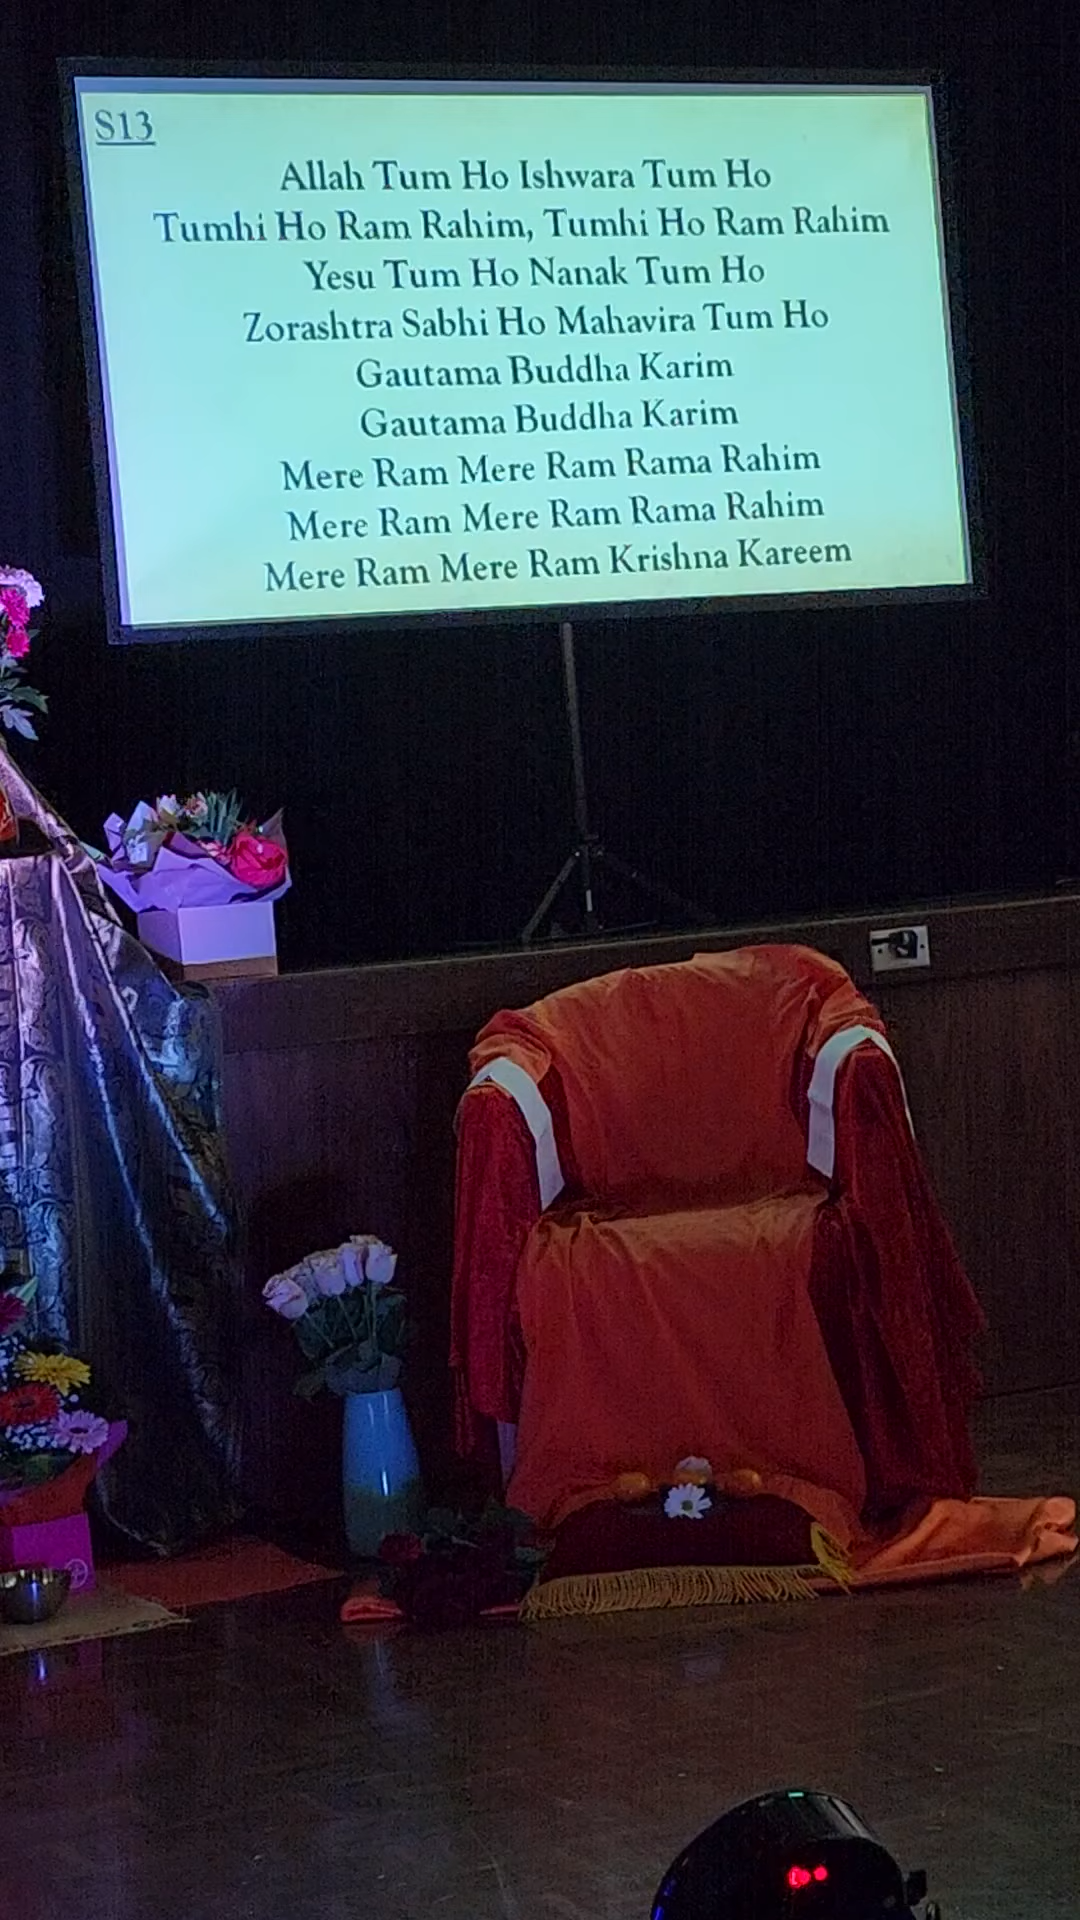 S13
Allah Tum Ho Ishwara Tum Ho
Tumhi Ho Ram Rahim, Tumhi Ho Ram Rahim
Yesu Tum Ho Nanak Tum Ho
Zorashtra Sabhi Ho Mahavira Tum Ho
Gautama Buddha Karim
Gautama Buddha Karim
Mere Ram Mere Ram Rama Rahim
Mere Ram Mere Ram Rama Rahim
Mere Ram Mere Ram Krishna Kareem